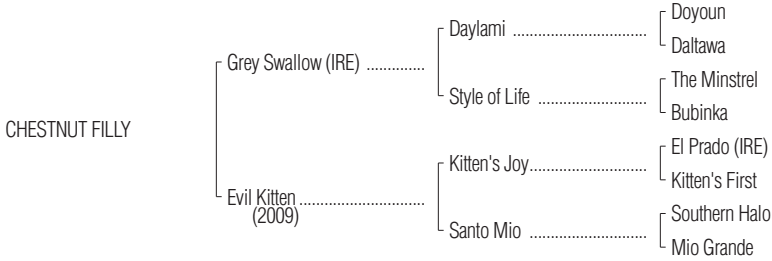 Doyoun
Daylami ................................
Daltawa
Grey Swallow (IRE) ..............
The Minstrel
Style of Life ..........................
Bubinka
CHESTNUT FILLY
El Prado (IRE)
Kitten's Joy............................
Kitten's First
Evil Kitten ..............................
(2009)
Southern Halo
Santo Mio ............................
Mio Grande